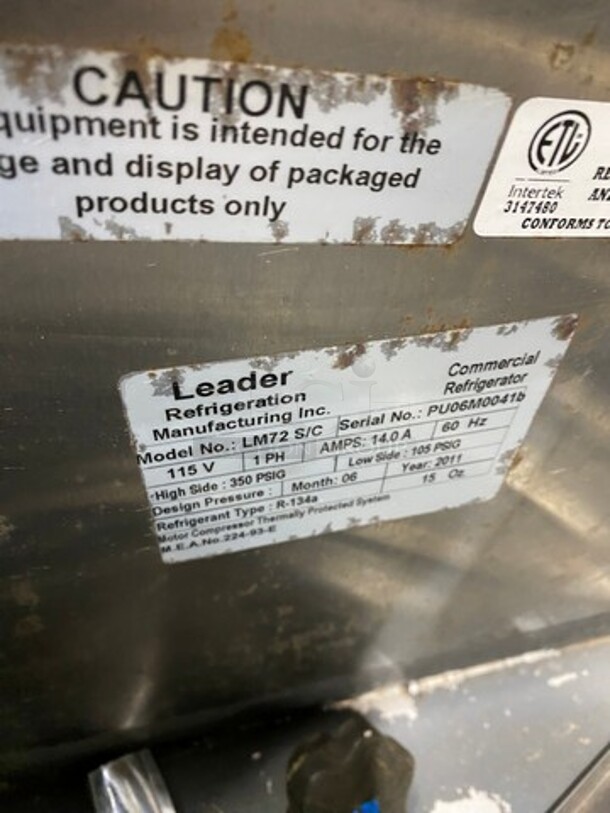 CAUTION
quipment is intended for the
ge and display of packaged
products only
ETL
Intertek
3147480
CONFORMS TO
Leader
Refrigeration
Manufacturing Inc.
Commercial
Refrigerator
Model No.: LM72 S/C Serial No.: PU06M0041b
115 V 1 PH AMPS: 14.0 A 60 Hz
High Side : 350 PSIG Low Side : 105 PSIG
Design Pressure : Month: 06 Year: 2011
Refrigerant Type : R-134a 15 Oz
Motor Compressor Thermally Protected System
M.E.A.No.224-93-E